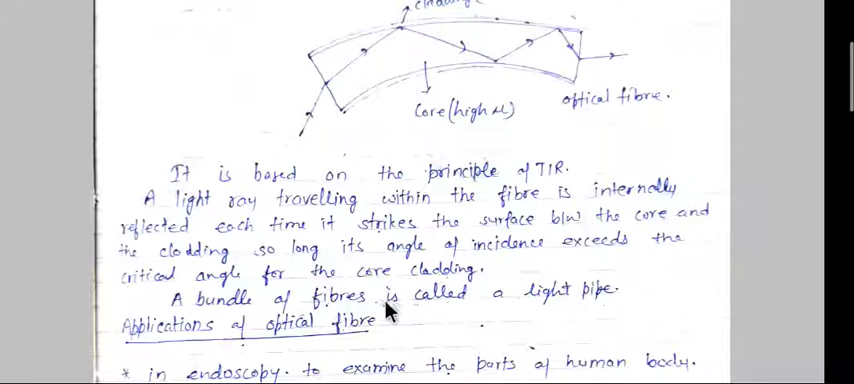 cladding
core (high μ)
optical fibre.
It is based on the principle of TIR.
A light ray travelling within the fibre is internally
reflected each time it strikes the surface b/w the core and
the cladding so long its angle of incidence exceeds the
critical angle for the core cladding.
A bundle of fibres is called a light pipe.
Applications of optical fibre
* in endoscopy. to examine the parts of human body.